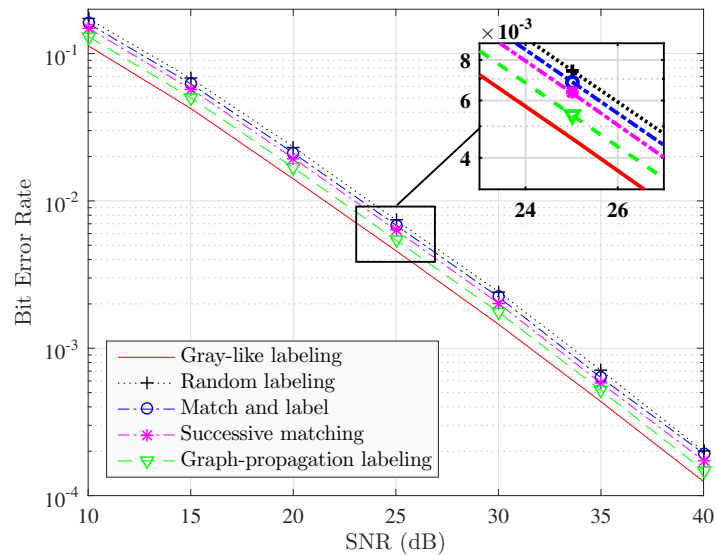 10^-1
10^-2
10^-3
10^-4
Bit Error Rate
10 15 20 25 30 35 40
SNR (dB)
× 10^-3
8
6
4
24 26
Gray-like labeling
Random labeling
Match and label
Successive matching
Graph-propagation labeling